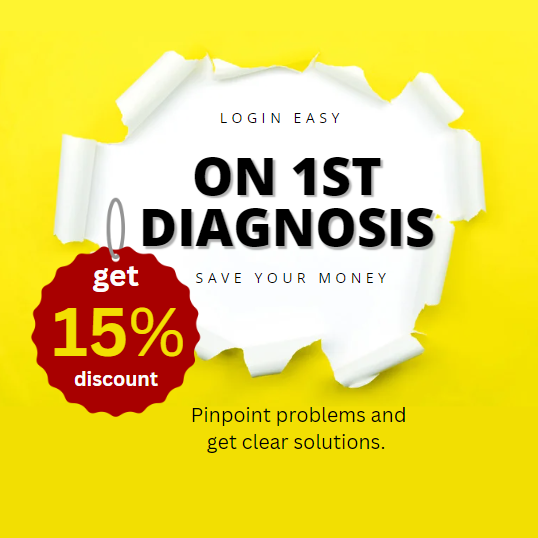 LOGIN EASY
ON 1ST
DIAGNOSIS
SAVE YOUR MONEY
get
15%
discount
Pinpoint problems and
get clear solutions.